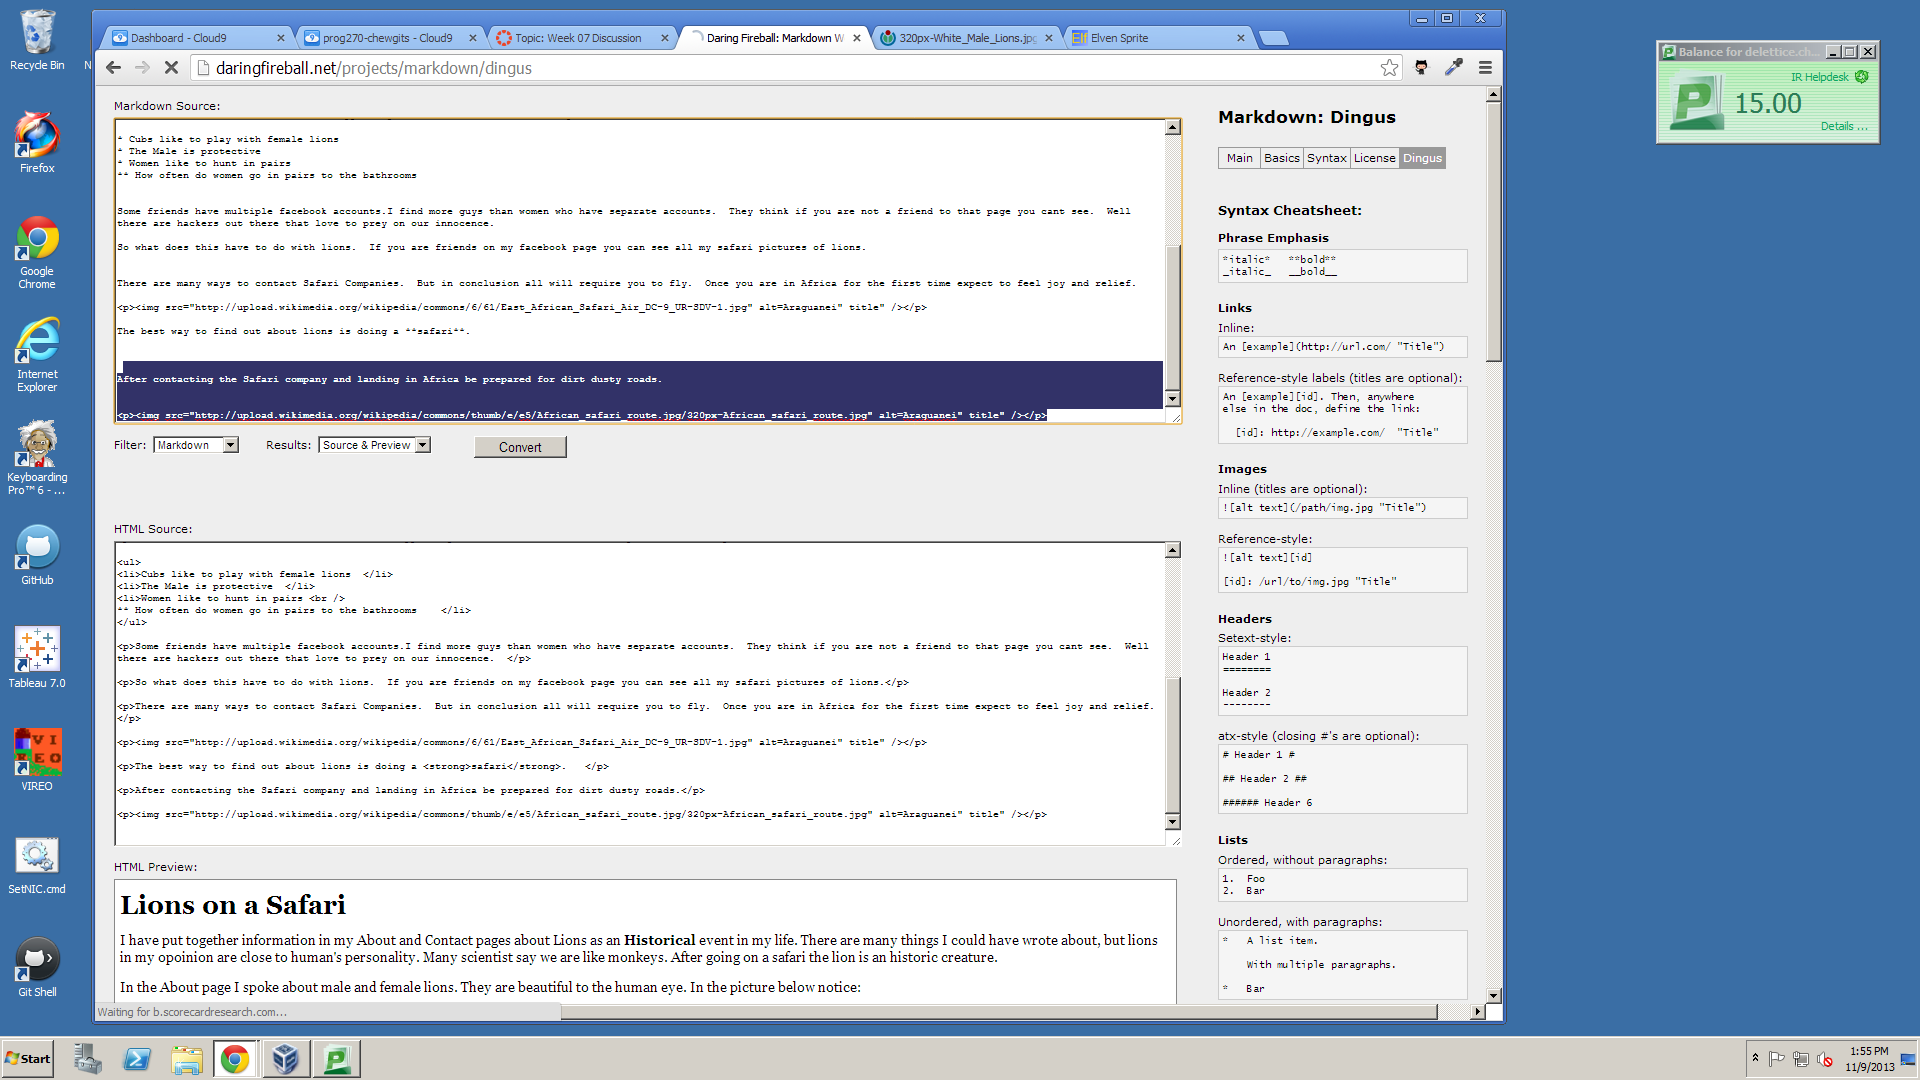 Recycle Bin
N
Firefox
Google
Chrome
Internet
Explorer
Keyboarding
Pro™ 6 - ...
GitHub
Tableau 7.0
VIREO
SetNIC.cmd
Git Shell
Dashboard - Cloud9
prog270-chewgits - Cloud9
Topic: Week 07 Discussion
Daring Fireball: Markdown W
320px-White_Male_Lions.jpg
Elven Sprite
daringfireball.net/projects/markdown/dingus
Markdown Source:
* Cubs like to play with female lions
* The Male is protective
* Women like to hunt in pairs
** How often do women go in pairs to the bathrooms
Some friends have multiple facebook accounts.I find more guys than women who have separate accounts.  They think if you are not a friend to that page you cant see.  Well
there are hackers out there that love to prey on our innocence.
So what does this have to do with lions.  If you are friends on my facebook page you can see all my safari pictures of lions.
There are many ways to contact Safari Companies.  But in conclusion all will require you to fly.  Once you are in Africa for the first time expect to feel joy and relief.
<p><img src="http://upload.wikimedia.org/wikipedia/commons/6/61/East_African_Safari_Air_DC-9_UR-SDV-1.jpg" alt=Araguanei" title" /></p>
The best way to find out about lions is doing a **safari**.
After contacting the Safari company and landing in Africa be prepared for dirt dusty roads.
<p><img src="http://upload.wikimedia.org/wikipedia/commons/thumb/e/e5/African_safari_route.jpg/320px-African_safari_route.jpg" alt=Araguanei" title" /></p>
Filter: Markdown Results: Source & Preview Convert
HTML Source:
<ul>
<li>Cubs like to play with female lions  </li>
<li>The Male is protective  </li>
<li>Women like to hunt in pairs <br />
** How often do women go in pairs to the bathrooms    </li>
</ul>
<p>Some friends have multiple facebook accounts.I find more guys than women who have separate accounts.  They think if you are not a friend to that page you cant see.  Well
there are hackers out there that love to prey on our innocence.  </p>
<p>So what does this have to do with lions.  If you are friends on my facebook page you can see all my safari pictures of lions.</p>
<p>There are many ways to contact Safari Companies.  But in conclusion all will require you to fly.  Once you are in Africa for the first time expect to feel joy and relief.
</p>
<p><img src="http://upload.wikimedia.org/wikipedia/commons/6/61/East_African_Safari_Air_DC-9_UR-SDV-1.jpg" alt=Araguanei" title" /></p>
<p>The best way to find out about lions is doing a <strong>safari</strong>.   </p>
<p>After contacting the Safari company and landing in Africa be prepared for dirt dusty roads.</p>
<p><img src="http://upload.wikimedia.org/wikipedia/commons/thumb/e/e5/African_safari_route.jpg/320px-African_safari_route.jpg" alt=Araguanei" title" /></p>
HTML Preview:
Lions on a Safari
I have put together information in my About and Contact pages about Lions as an Historical event in my life. There are many things I could have wrote about, but lions
in my opoinion are close to human's personality. Many scientist say we are like monkeys. After going on a safari the lion is an historic creature.
In the About page I spoke about male and female lions. They are beautiful to the human eye. In the picture below notice:
Waiting for b.scorecardresearch.com...
Markdown: Dingus
Main Basics Syntax License Dingus
Syntax Cheatsheet:
Phrase Emphasis
*italic*   **bold**
_italic_   __bold__
Links
Inline:
An [example](http://url.com/ "Title")
Reference-style labels (titles are optional):
An [example][id]. Then, anywhere
else in the doc, define the link:
[id]: http://example.com/  "Title"
Images
Inline (titles are optional):
![alt text](/path/img.jpg "Title")
Reference-style:
![alt text][id]
[id]: /url/to/img.jpg "Title"
Headers
Setext-style:
Header 1
========
Header 2
--------
atx-style (closing #'s are optional):
# Header 1 #
## Header 2 ##
###### Header 6
Lists
Ordered, without paragraphs:
1.  Foo
2.  Bar
Unordered, with paragraphs:
*   A list item.
With multiple paragraphs.
*   Bar
Balance for delettice.ch...
IR Helpdesk
15.00
Details ...
Start
1:55 PM
11/9/2013